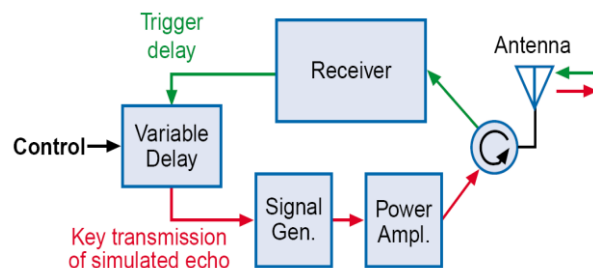 Trigger
delay
Receiver
Antenna
Control
Variable
Delay
Signal
Gen.
Power
Ampl.
Key transmission
of simulated echo